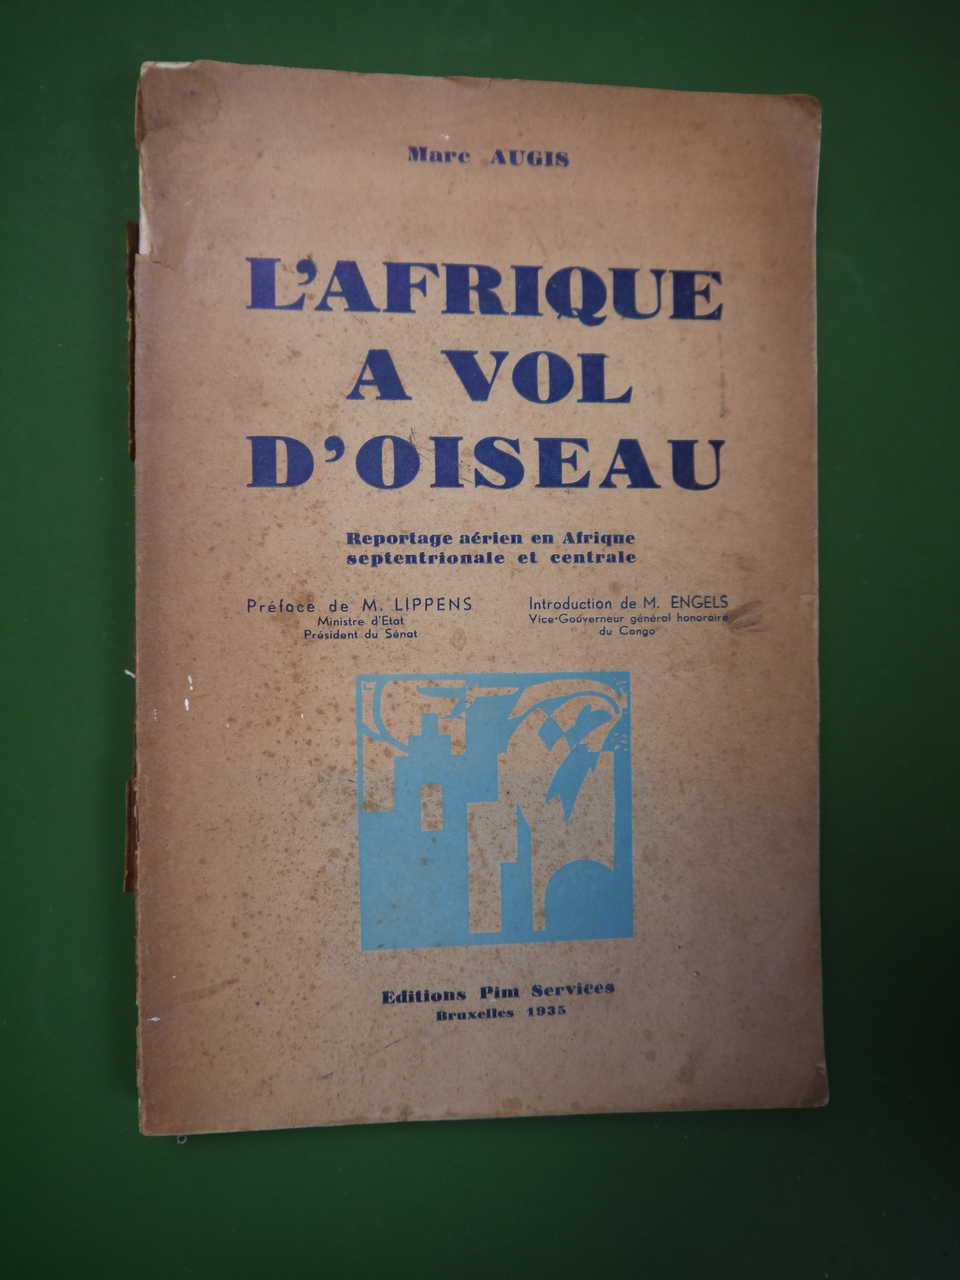 Marc AUGIS
L'AFRIQUE
A VOL
D'OISEAU
Reportage aérien en Afrique
septentrionale et centrale
Préface de M. LIPPENS
Ministre d'Etat
Président du Sénat
Introduction de M. ENGELS
Vice-Gouverneur général honoraire
du Congo
Editions Pim Services
Bruxelles 1935